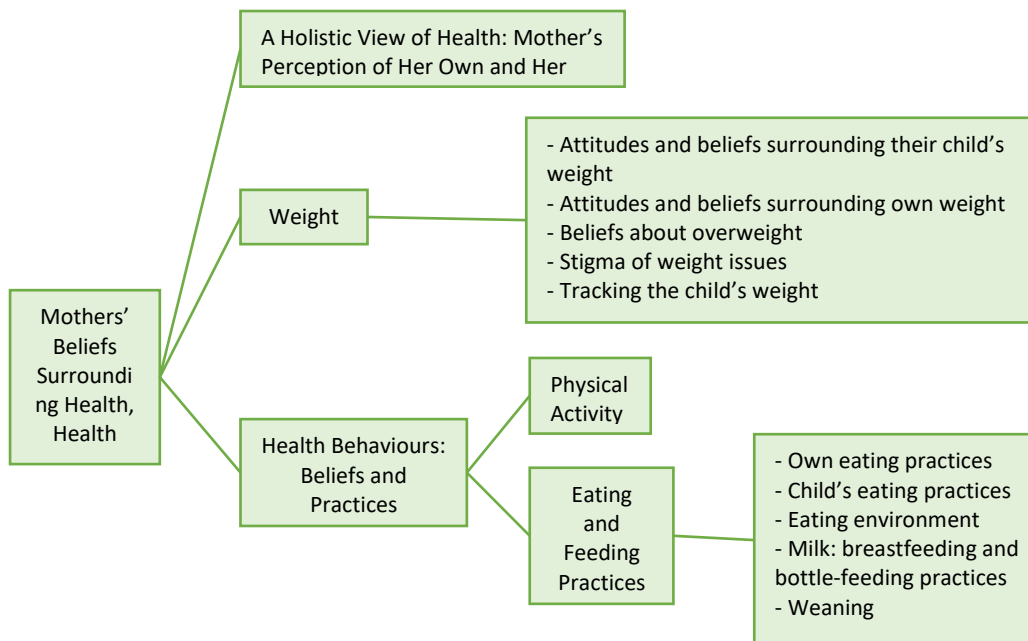 A Holistic View of Health: Mother’s
Perception of Her Own and Her
- Attitudes and beliefs surrounding their child’s
weight
- Attitudes and beliefs surrounding own weight
- Beliefs about overweight
- Stigma of weight issues
- Tracking the child’s weight
Weight
Mothers’
Beliefs
Surroundi
ng Health,
Health
Physical
Activity
Health Behaviours:
Beliefs and
Practices
Eating
and
Feeding
Practices
- Own eating practices
- Child’s eating practices
- Eating environment
- Milk: breastfeeding and
bottle-feeding practices
- Weaning